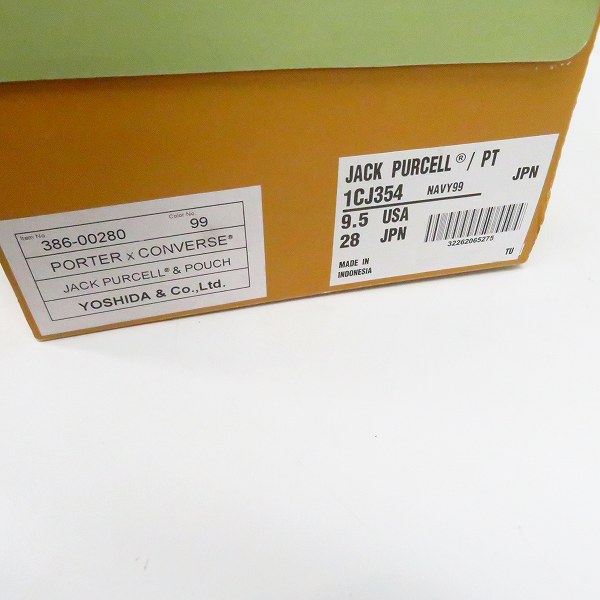 Item No. 386-00280 Color No. 99
PORTER x CONVERSE®
JACK PURCELL® & POUCH
YOSHIDA & Co.,Ltd.
JACK PURCELL®/ PT JPN
1CJ354 NAVY99
9.5 USA
28 JPN
32262065275
MADE IN
INDONESIA
TU